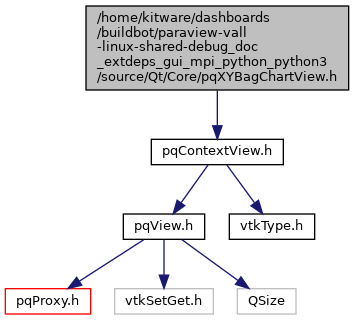 /home/kitware/dashboards
/buildbot/paraview-vall
-linux-shared-debug_doc
_extdeps_gui_mpi_python_python3
/source/Qt/Core/pqXYBagChartView.h
pqContextView.h
pqView.h
vtkType.h
pqProxy.h
vtkSetGet.h
QSize